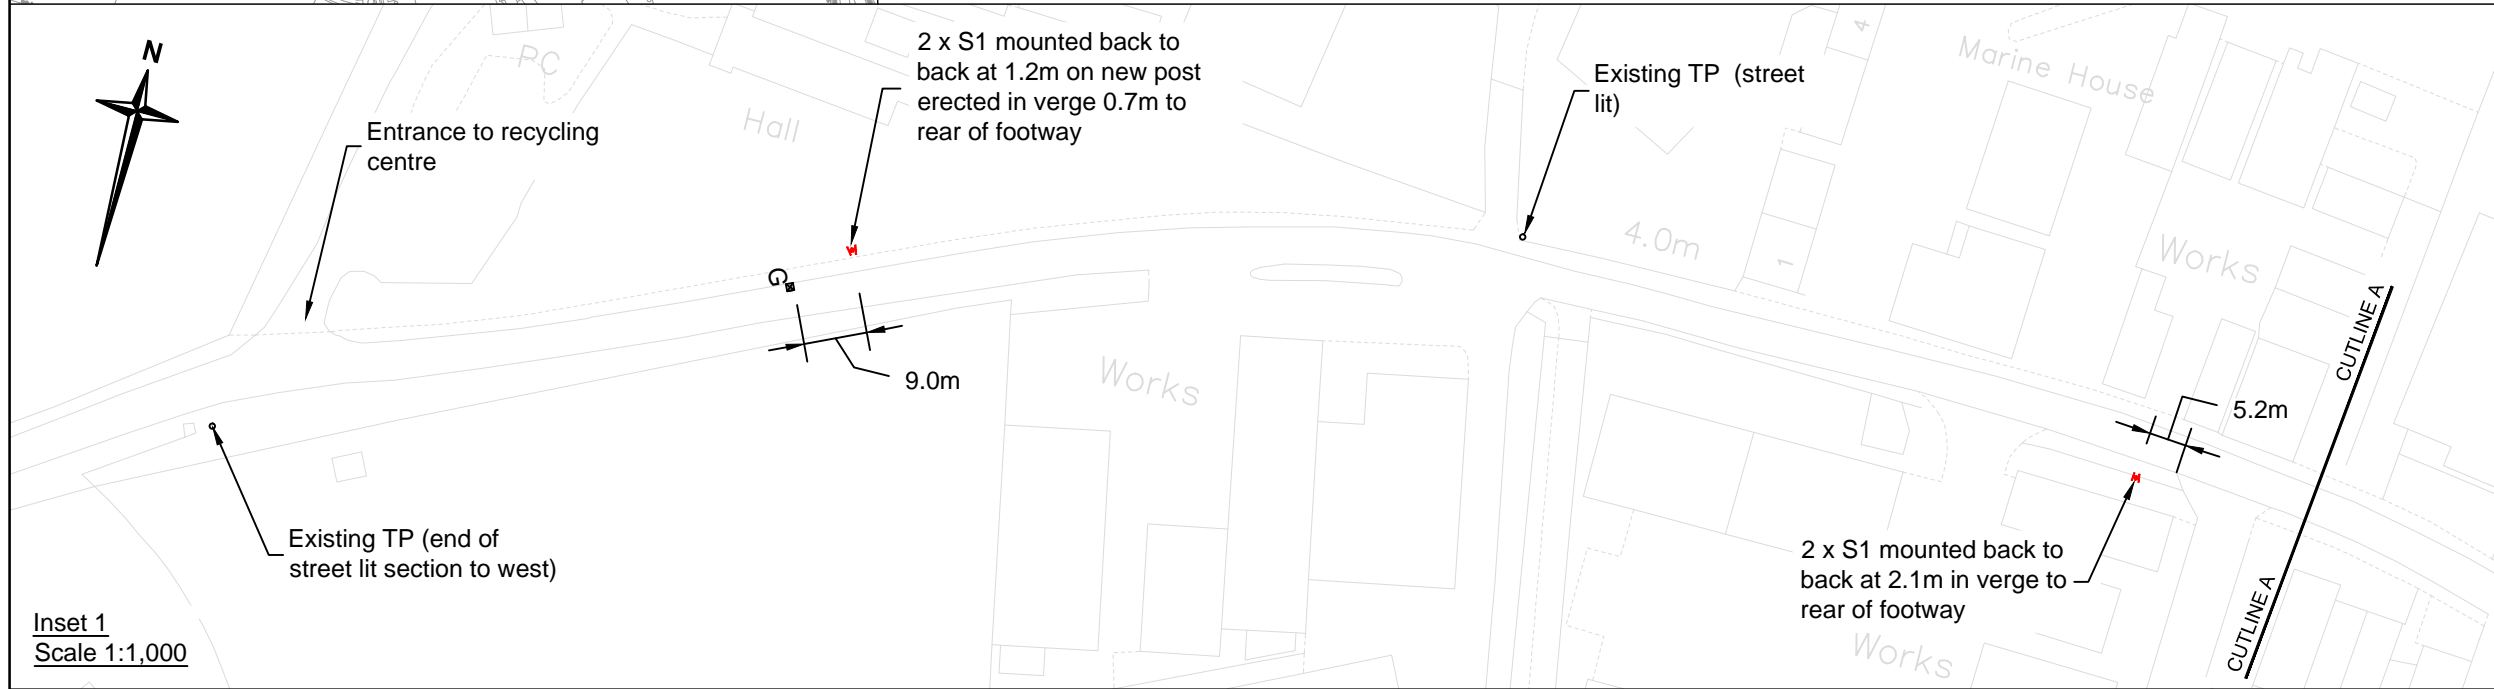 N
PC
Hall
Entrance to recycling
centre
2 x S1 mounted back to
back at 1.2m on new post
erected in verge 0.7m to
rear of footway
Existing TP (street
lit)
4
Marine House
4.0m
1
Works
G
9.0m
Works
CUTLINE A
5.2m
Existing TP (end of
street lit section to west)
2 x S1 mounted back to
back at 2.1m in verge to
rear of footway
CUTLINE A
Works
Inset 1
Scale 1:1,000